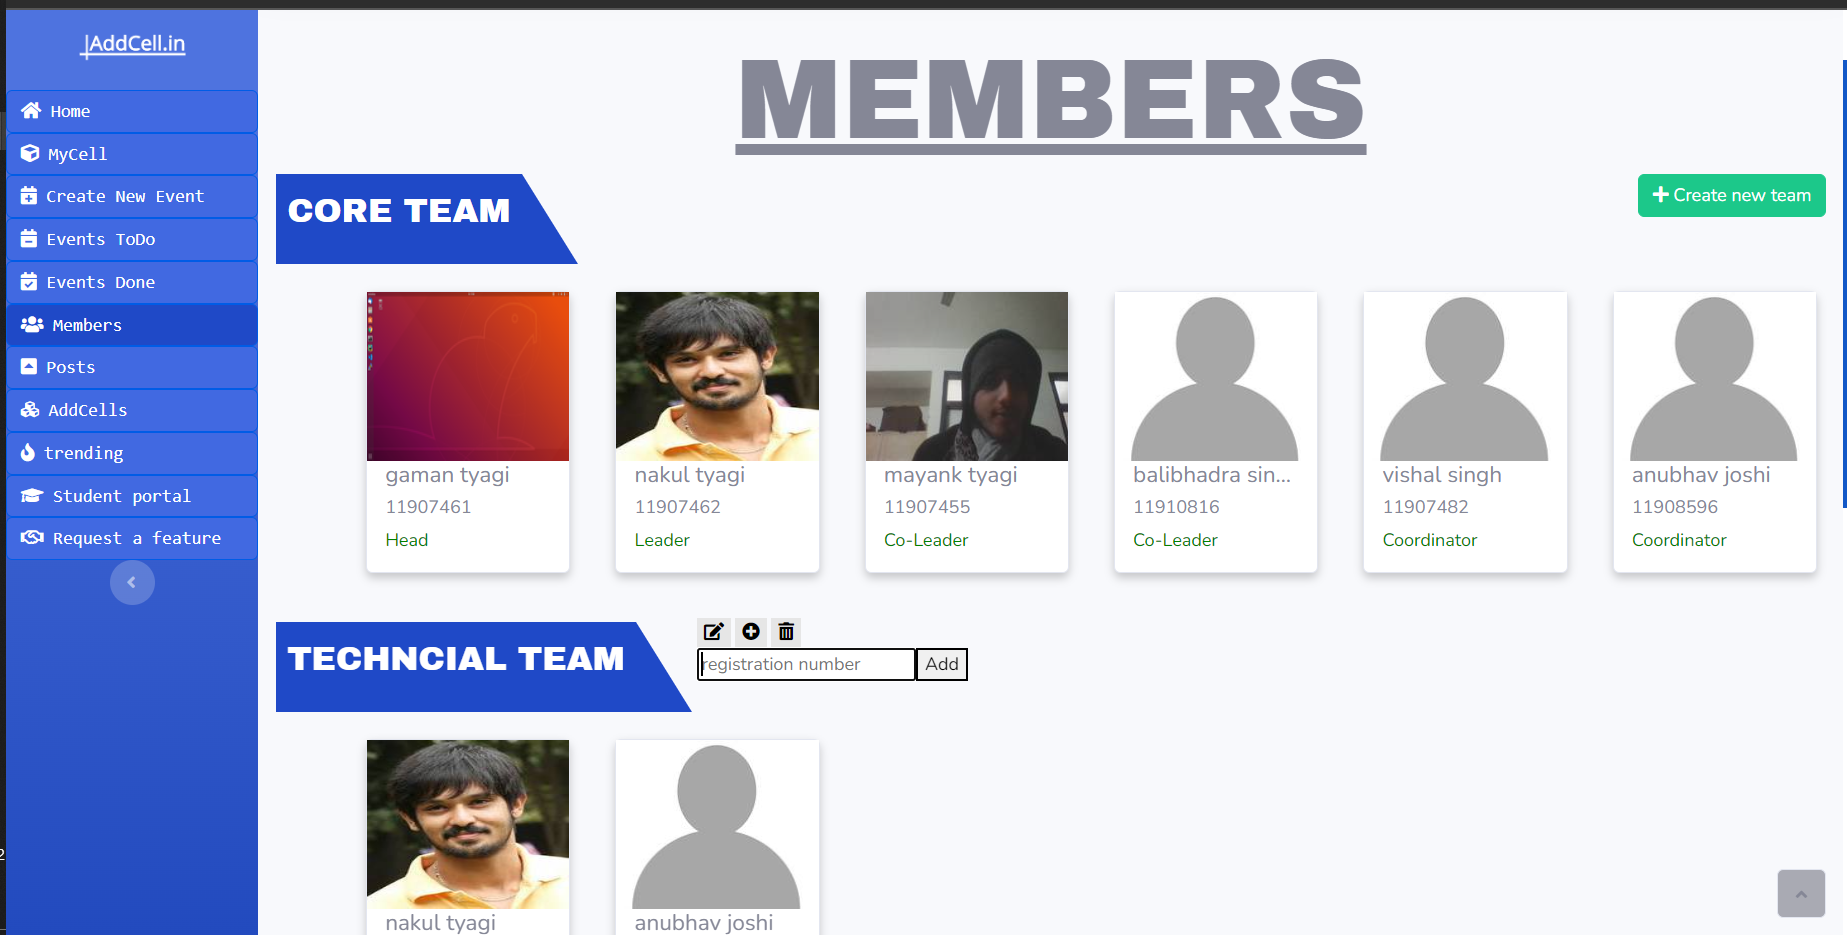 AddCell.in
Home
MyCell
Create New Event
Events ToDo
Events Done
Members
Posts
AddCells
trending
Student portal
Request a feature
MEMBERS
CORE TEAM
Create new team
gaman tyagi
11907461
Head
nakul tyagi
11907462
Leader
mayank tyagi
11907455
Co-Leader
balibhadra sin...
11910816
Co-Leader
vishal singh
11907482
Coordinator
anubhav joshi
11908596
Coordinator
TECHNCIAL TEAM
registration number
Add
nakul tyagi
anubhav joshi
2